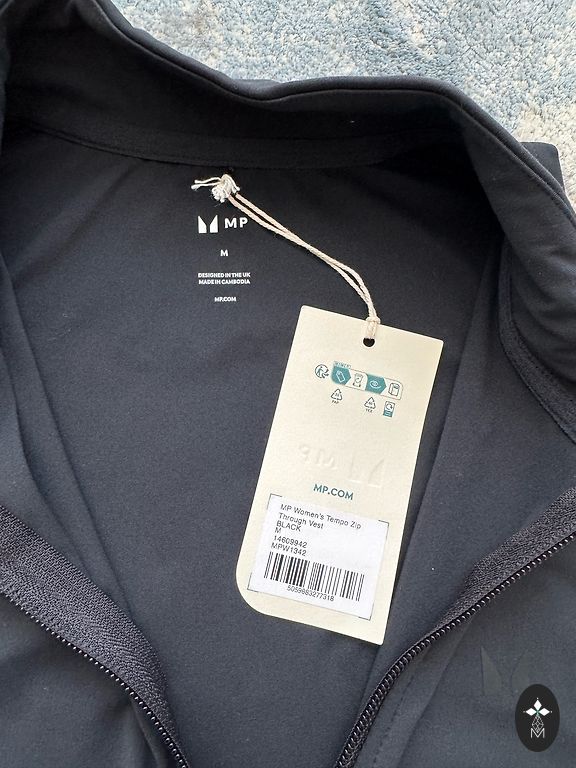 MP
M
DESIGNED IN THE UK
MADE IN CAMBODIA
MP.COM
MP
MP.COM
MP Women's Tempo Zip
Through Vest
BLACK
M
14609942
MPW1342
5059883277318